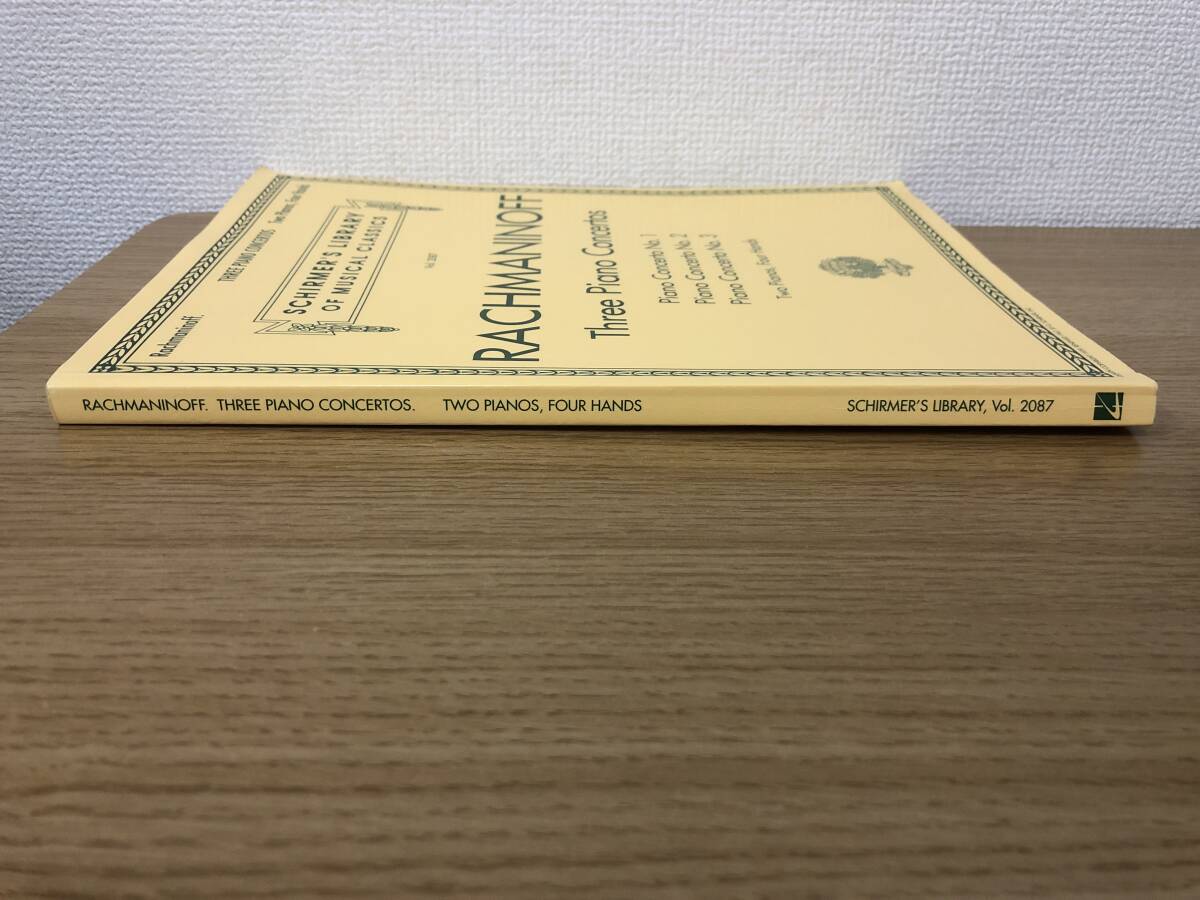 Rachmaninoff. THREE PIANO CONCERTOS Two Pianos, Four Hands
SCHIRMER'S LIBRARY
OF MUSICAL CLASSICS
Vol. 2087
RACHMANINOFF
Three Piano Concertos
Piano Concerto No. 1
Piano Concerto No. 2
Piano Concerto No. 3
Two Pianos, Four Hands
RACHMANINOFF. THREE PIANO CONCERTOS. TWO PIANOS, FOUR HANDS SCHIRMER'S LIBRARY, Vol. 2087